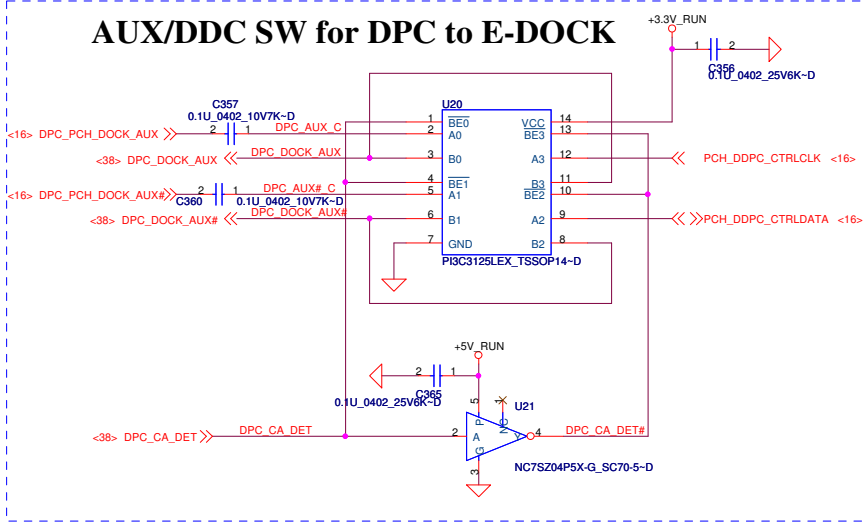 AUX/DDC SW for DPC to E-DOCK
+3.3V_RUN
1 2
C356
0.1U_0402_25V6K~D
C357
0.1U_0402_10V7K~D
U20
<16> DPC_PCH_DOCK_AUX 2 1 DPC_AUX_C
<38> DPC_DOCK_AUX DPC_DOCK_AUX
<16> DPC_PCH_DOCK_AUX# 2 1 DPC_AUX#_C
C360 0.1U_0402_10V7K~D
<38> DPC_DOCK_AUX# DPC_DOCK_AUX#
1 BE0 VCC 14
2 A0 BE3 13
3 B0 A3 12 PCH_DDPC_CTRLCLK <16>
4 BE1 B3 11
5 A1 BE2 10
6 B1 A2 9 PCH_DDPC_CTRLDATA <16>
7 GND B2 8
PI3C3125LEX_TSSOP14~D
+5V_RUN
2 1
C365
0.1U_0402_25V6K~D
U21
<38> DPC_CA_DET DPC_CA_DET 2 A Y 4 DPC_CA_DET#
5 P
1 NC
G 3
NC7SZ04P5X-G_SC70-5~D